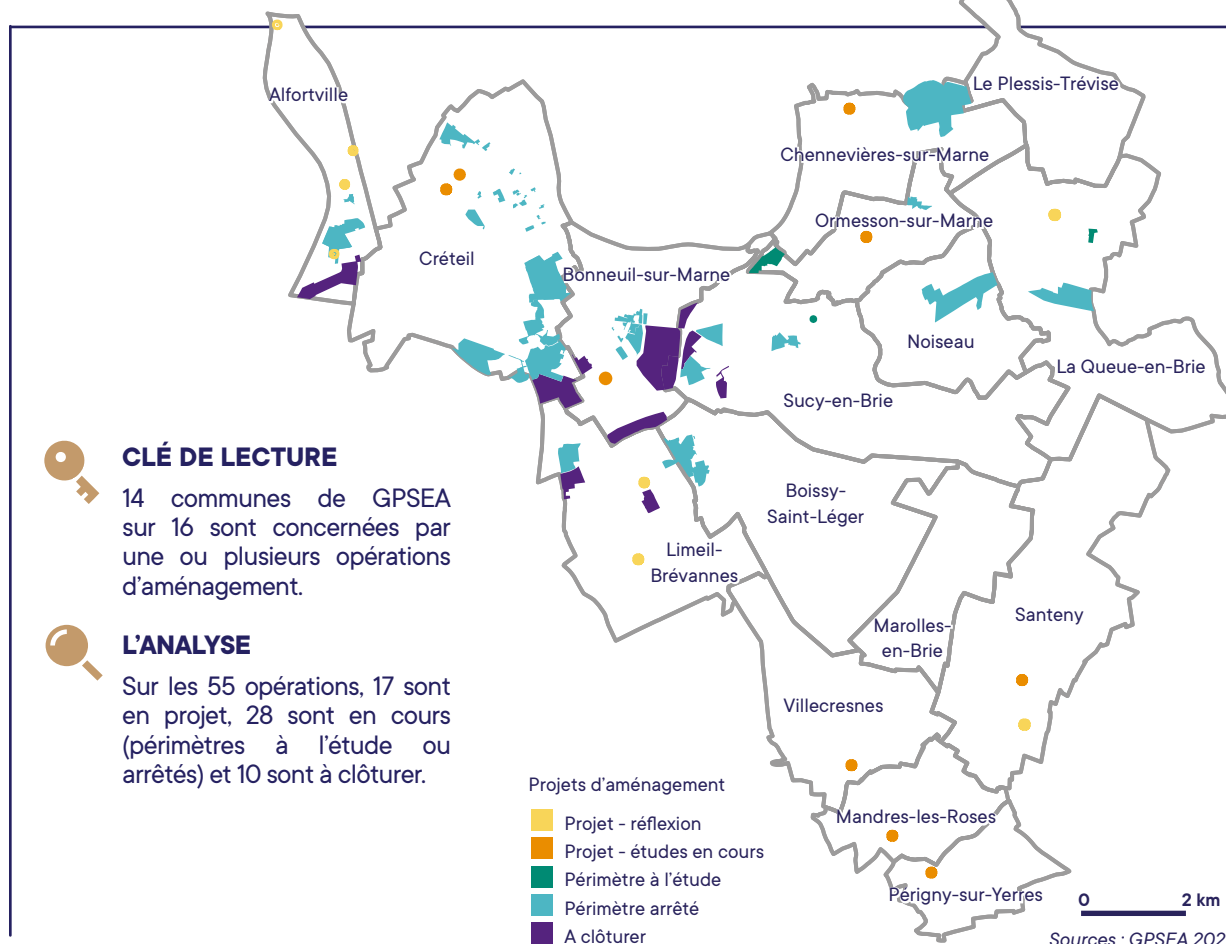 Alfortville
Le Plessis-Trévise
Chennevières-sur-Marne
Ormesson-sur-Marne
Créteil
Bonneuil-sur-Marne
Noiseau
La Queue-en-Brie
Sucy-en-Brie
CLÉ DE LECTURE
14 communes de GPSEA
sur 16 sont concernées par
une ou plusieurs opérations
d'aménagement.
Boissy-
Saint-Léger
Limeil-
Brévannes
L'ANALYSE
Sur les 55 opérations, 17 sont
en projet, 28 sont en cours
(périmètres à l'étude ou
arrêtés) et 10 sont à clôturer.
Santeny
Marolles-
en-Brie
Villecresnes
Mandres-les-Roses
Périgny-sur-Yerres
Projets d'aménagement
Projet - réflexion
Projet - études en cours
Périmètre à l'étude
Périmètre arrêté
A clôturer
0 2 km
Sources : GPSEA